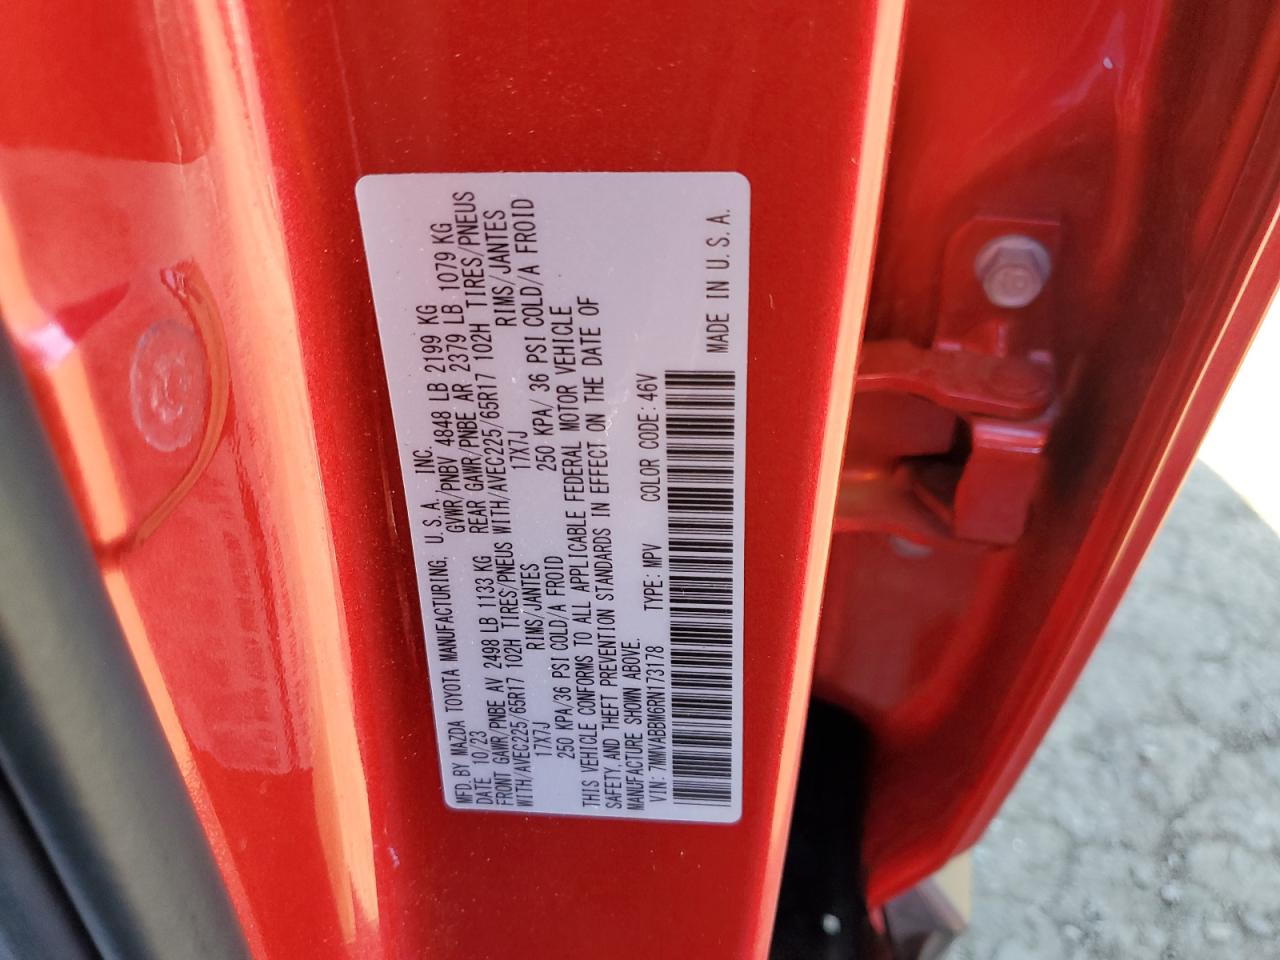 MFD. BY MAZDA TOYOTA MANUFACTURING, U. S. A. INC.
DATE 10/23 GVWR/PNBV 4848 LB 2199 KG
FRONT GAWR/PNBE AV 2498 LB 1133 KG REAR GAWR/PNBE AR 2379 LB 1079 KG
WITH/AVEC225/65R17 102H TIRES/PNEUS WITH/AVEC225/65R17 102H TIRES/PNEUS
17X7J RIMS/JANTES 17X7J RIMS/JANTES
250 KPA/36 PSI COLD/A FROID 250 KPA/ 36 PSI COLD/A FROID
THIS VEHICLE CONFORMS TO ALL APPLICABLE FEDERAL MOTOR VEHICLE
SAFETY, AND THEFT PREVENTION STANDARDS IN EFFECT ON THE DATE OF
MANUFACTURE SHOWN ABOVE.
VIN: 7MMVABBM6RN173178 TYPE: MPV COLOR CODE: 46V
MADE IN U. S. A.